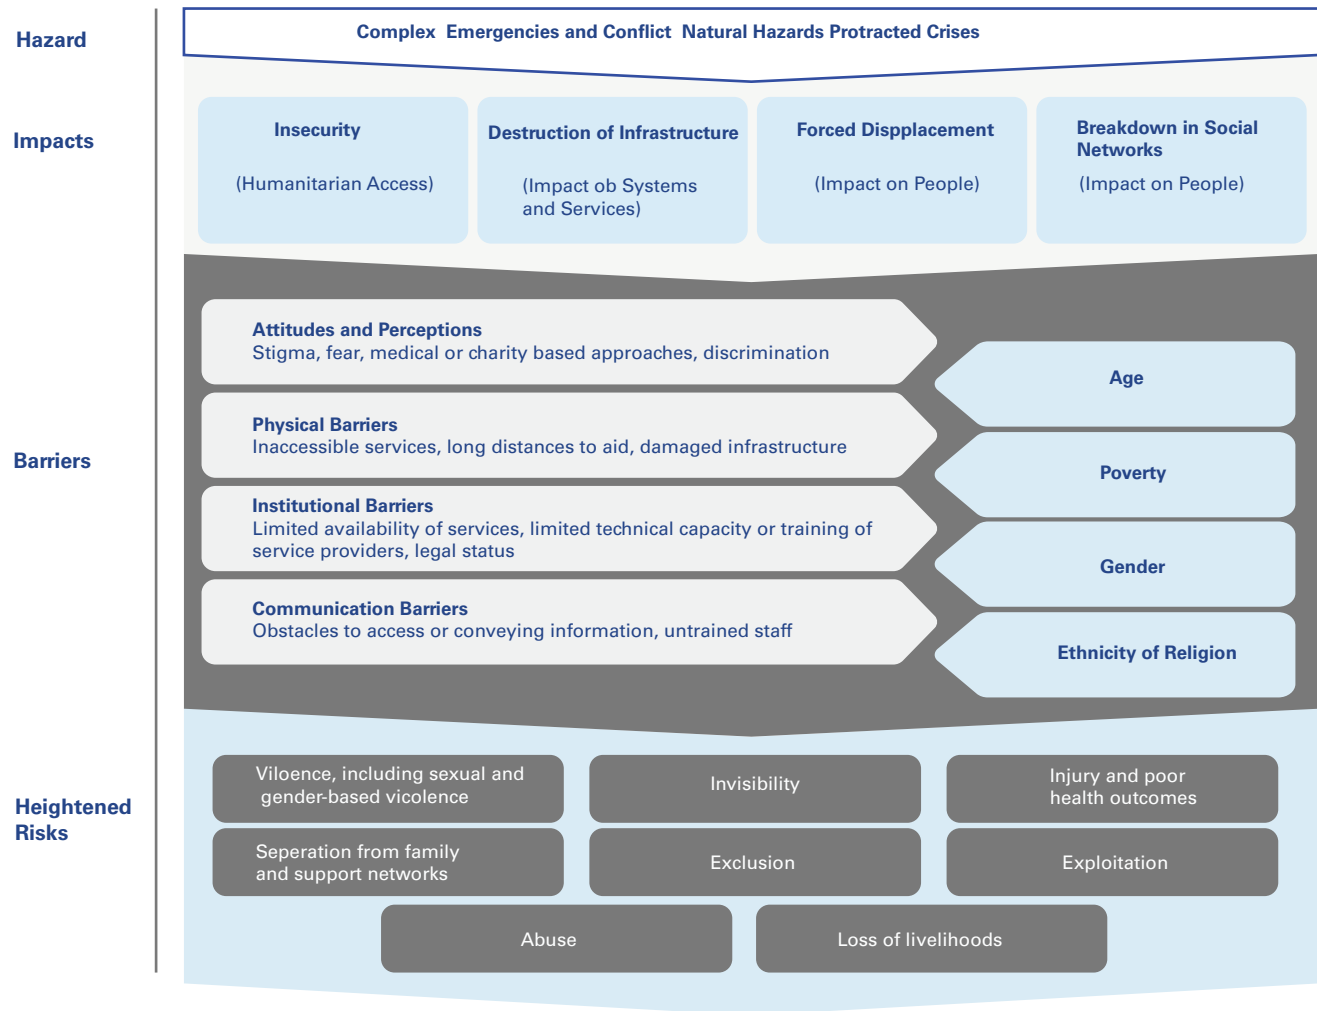 Hazard
Complex Emergencies and Conflict Natural Hazards Protracted Crises
Impacts
Insecurity
(Humanitarian Access)
Destruction of Infrastructure
(Impact ob Systems
and Services)
Forced Dispplacement
(Impact on People)
Breakdown in Social
Networks
(Impact on People)
Barriers
Attitudes and Perceptions
Stigma, fear, medical or charity based approaches, discrimination
Physical Barriers
Inaccessible services, long distances to aid, damaged infrastructure
Institutional Barriers
Limited availability of services, limited technical capacity or training of
service providers, legal status
Communication Barriers
Obstacles to access or conveying information, untrained staff
Age
Poverty
Gender
Ethnicity of Religion
Heightened
Risks
Viloence, including sexual and
gender-based vicolence
Invisibility
Injury and poor
health outcomes
Seperation from family
and support networks
Exclusion
Exploitation
Abuse
Loss of livelihoods